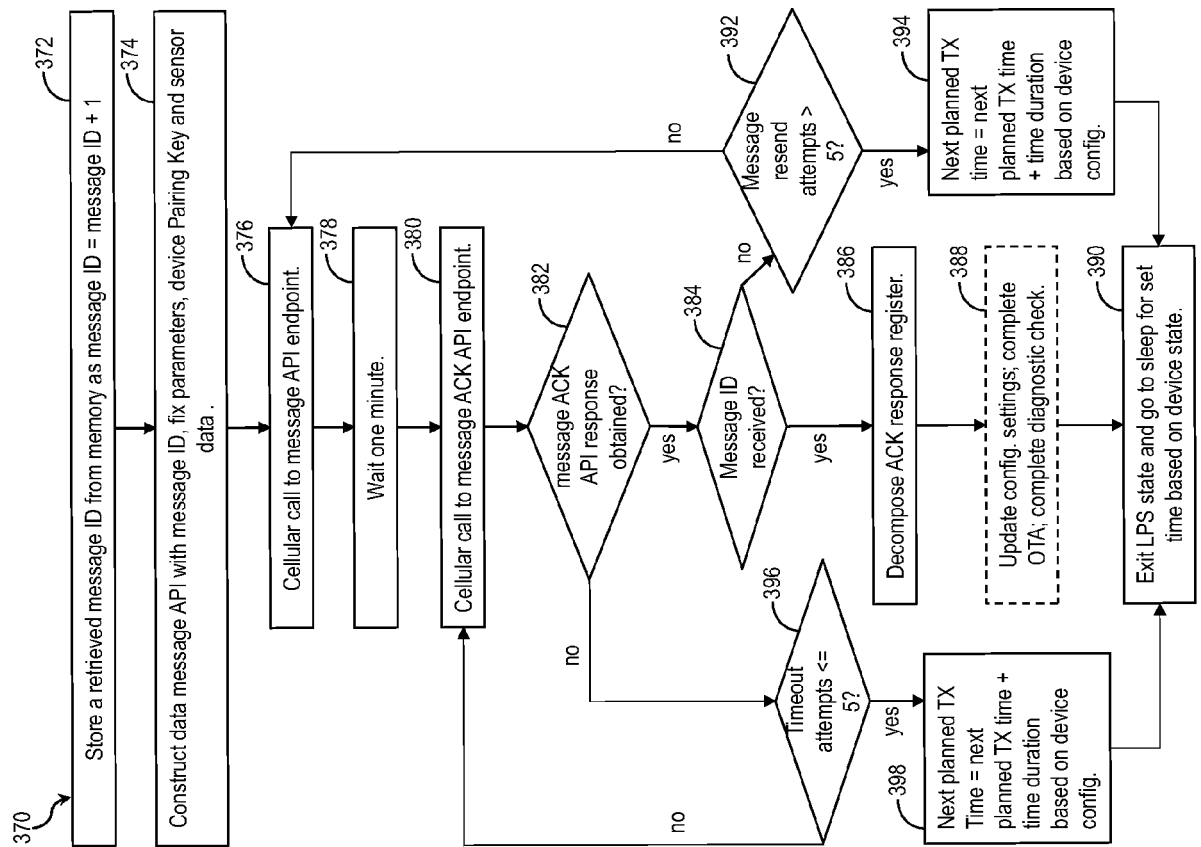 370
372
Store a retrieved message ID from memory as message ID = message ID + 1
374
Construct data message API with message ID, fix parameters, device Pairing Key and sensor
data .
376
Cellular call to message API endpoint.
378
Wait one minute.
380
Cellular call to message ACK API endpoint.
382
message ACK
API response
obtained?
no
yes
384
Message ID
received?
no
yes
392
Message
resend
attempts >
5?
no
yes
394
Next planned TX
time = next
planned TX time
+ time duration
based on device
config.
386
Decompose ACK response register.
388
Update config. settings; complete
OTA; complete diagnostic check.
390
Exit LPS state and go to sleep for set
time based on device state.
396
Timeout
attempts <=
5?
no
yes
398
Next planned TX
Time = next
planned TX time +
time duration
based on device
config.